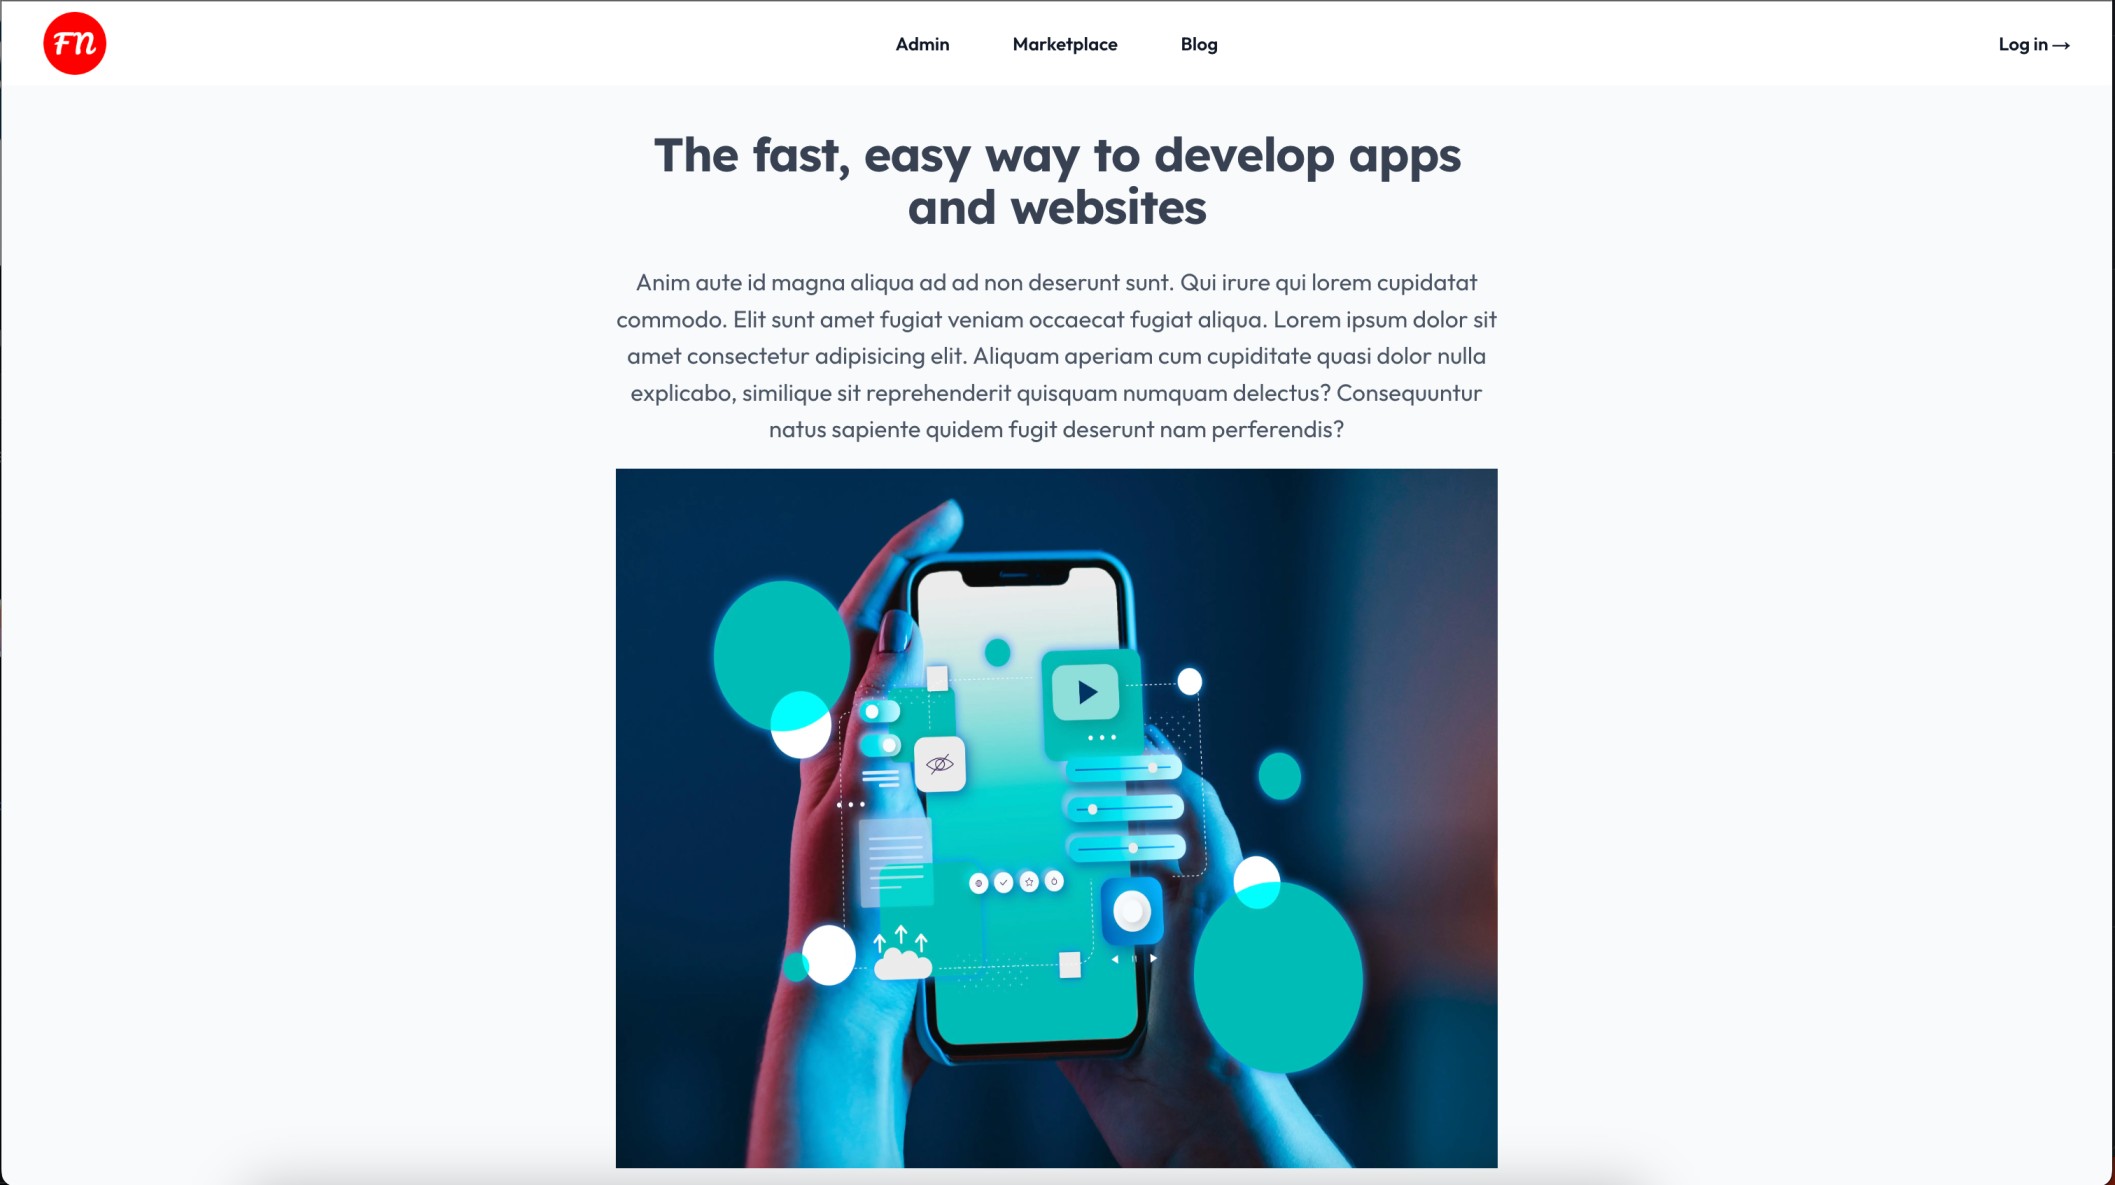 FN
Admin
Marketplace
Blog
Log in →
The fast, easy way to develop apps
and websites
Anim aute id magna aliqua ad ad non deserunt sunt. Qui irure qui lorem cupidatat
commodo. Elit sunt amet fugiat veniam occaecat fugiat aliqua. Lorem ipsum dolor sit
amet consectetur adipisicing elit. Aliquam aperiam cum cupiditate quasi dolor nulla
explicabo, similique sit reprehenderit quisquam numquam delectus? Consequuntur
natus sapiente quidem fugit deserunt nam perferendis?